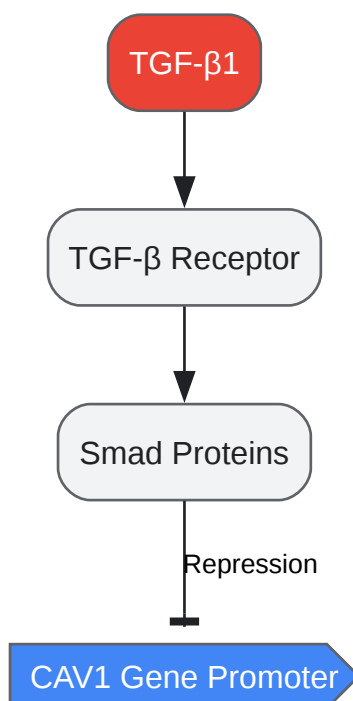 TGF-β1
TGF-β Receptor
Smad Proteins
Repression
CAV1 Gene Promoter